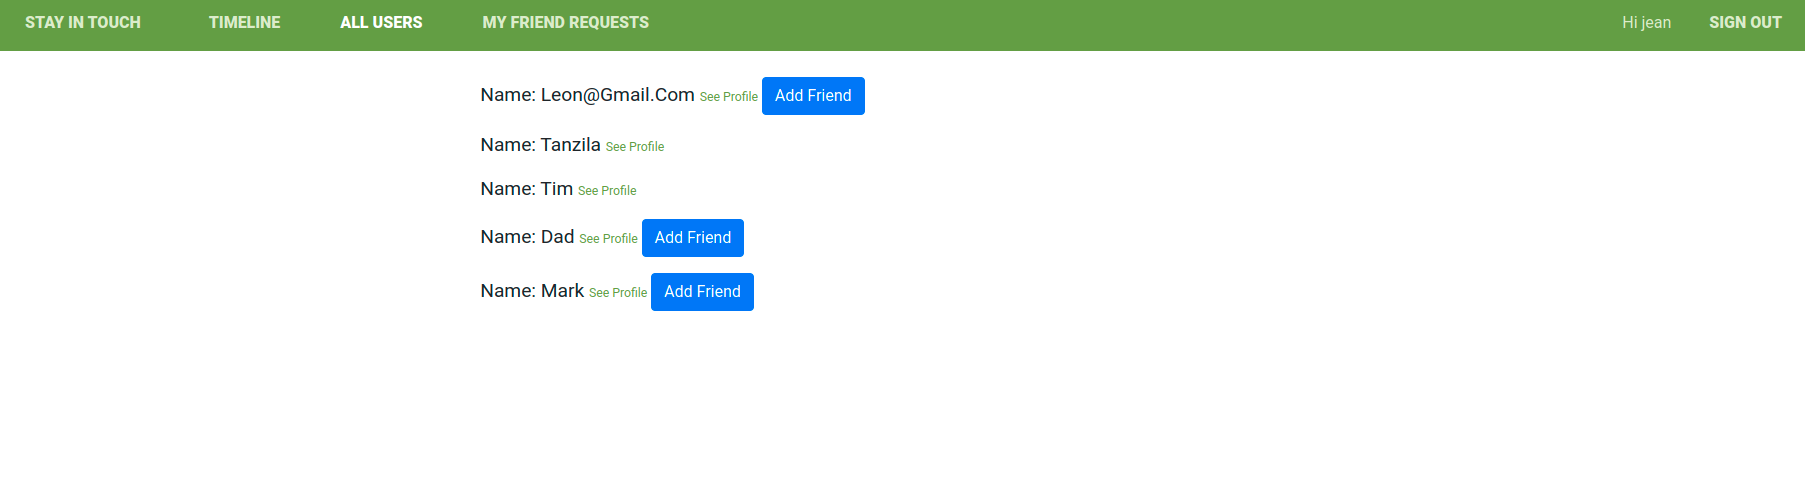 STAY IN TOUCH TIMELINE ALL USERS MY FRIEND REQUESTS Hi jean SIGN OUT
Name: Leon@Gmail.Com See Profile Add Friend
Name: Tanzila See Profile
Name: Tim See Profile
Name: Dad See Profile Add Friend
Name: Mark See Profile Add Friend